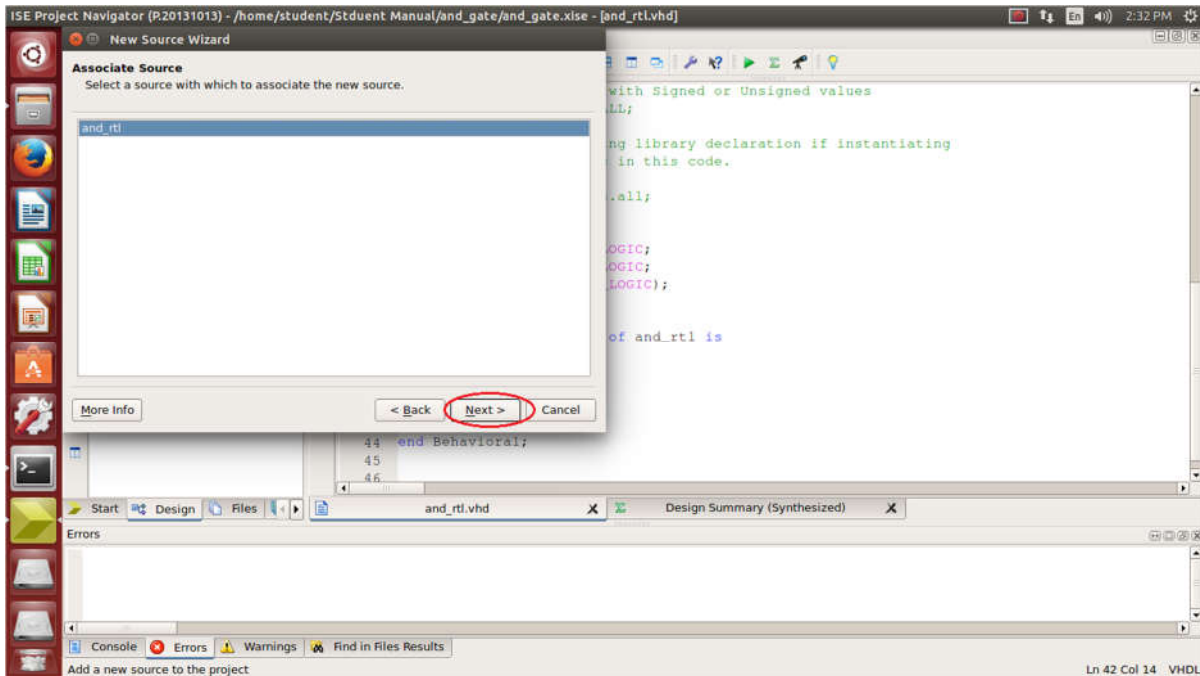 ISE Project Navigator (P.20131013) - /home/student/Stduent Manual/and_gate/and_gate.xise - [and_rtl.vhd]
En 2:32 PM
New Source Wizard
Associate Source
Select a source with which to associate the new source.
and_rtl
More Info < Back Next > Cancel
with Signed or Unsigned values
LL;
ng library declaration if instantiating
in this code.
.all;
OGIC;
OGIC;
LOGIC);
of and_rtl is
44 end Behavioral;
45
46
Start Design Files and_rtl.vhd Design Summary (Synthesized)
Errors
Console Errors Warnings Find in Files Results
Add a new source to the project Ln 42 Col 14 VHDL